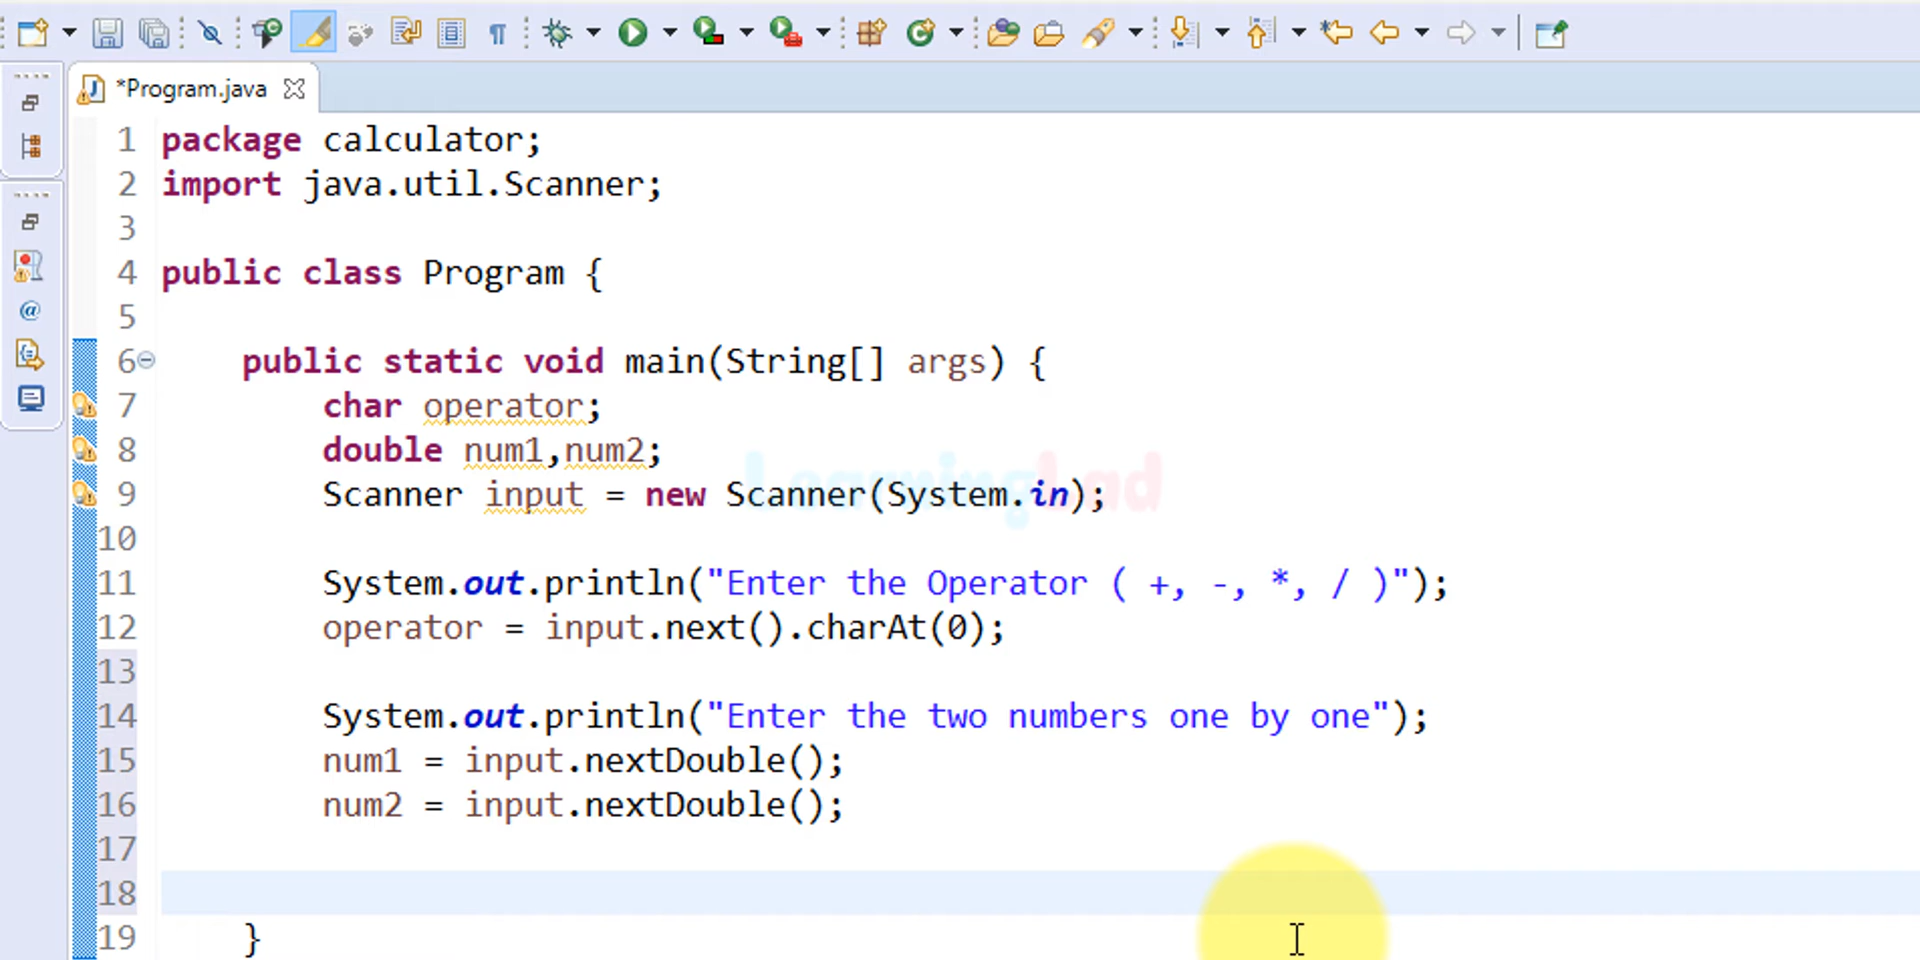 *Program.java
1 package calculator;
2 import java.util.Scanner;
3
4 public class Program {
5
6 public static void main(String[] args) {
7 char operator;
8 double num1,num2;
9 Scanner input = new Scanner(System.in);
10
11 System.out.println("Enter the Operator ( +, -, *, / )");
12 operator = input.next().charAt(0);
13
14 System.out.println("Enter the two numbers one by one");
15 num1 = input.nextDouble();
16 num2 = input.nextDouble();
17
18
19 }
LearningLad